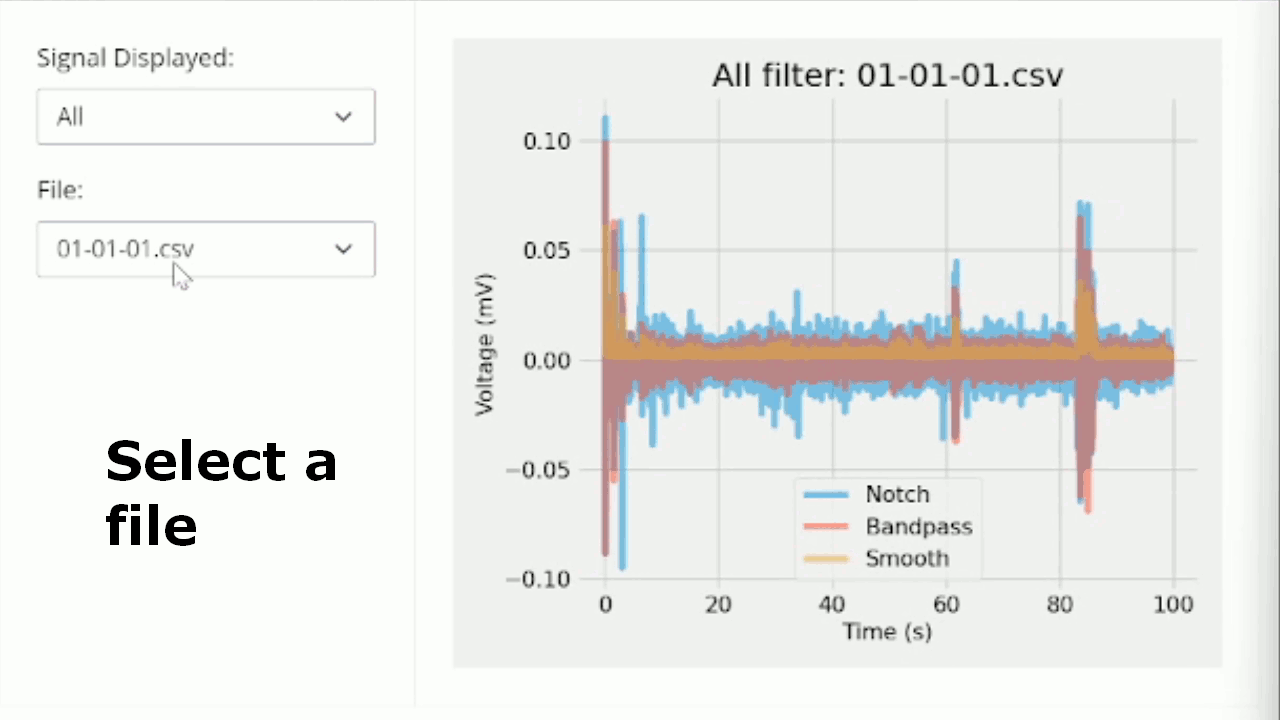 Signal Displayed:
All
File:
01-01-01.csv
Select a
file
All filter: 01-01-01.csv
0.10
0.05
0.00
−0.05
−0.10
Voltage (mV)
Notch
Bandpass
Smooth
0 20 40 60 80 100
Time (s)